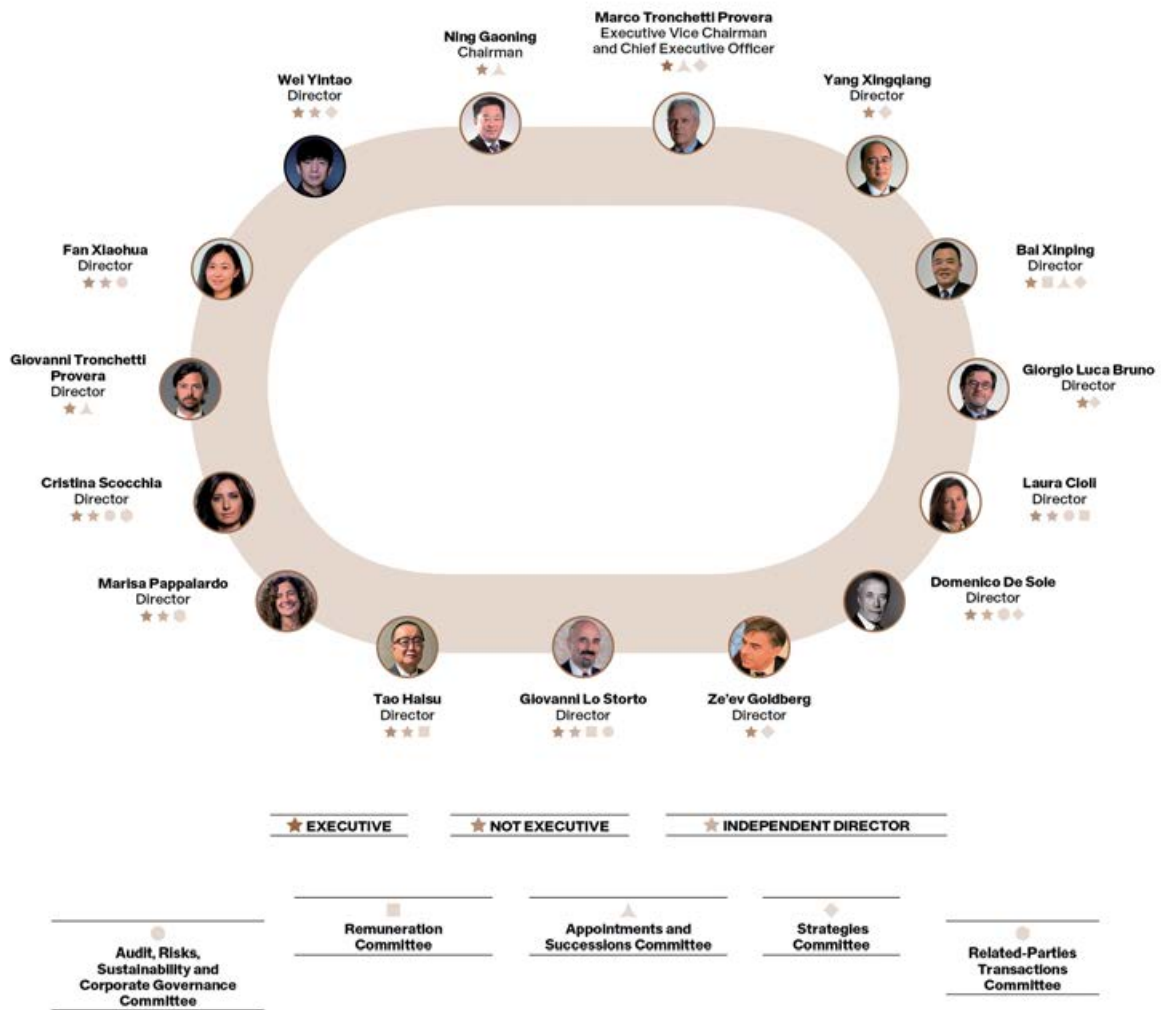 Ning Gaoning
Chairman
Marco Tronchetti Provera
Executive Vice Chairman
and Chief Executive Officer
Wei Yintao
Director
Yang Xingqiang
Director
Fan Xiaohua
Director
Bai Xinping
Director
Giovanni Tronchetti
Provera
Director
Giorgio Luca Bruno
Director
Cristina Scocchia
Director
Laura Cioli
Director
Marisa Pappalardo
Director
Domenico De Sole
Director
Tao Haisu
Director
Giovanni Lo Storto
Director
Ze'ev Goldberg
Director
EXECUTIVE
NOT EXECUTIVE
INDEPENDENT DIRECTOR
Audit, Risks,
Sustainability and
Corporate Governance
Committee
Remuneration
Committee
Appointments and
Successions Committee
Strategies
Committee
Related-Parties
Transactions
Committee